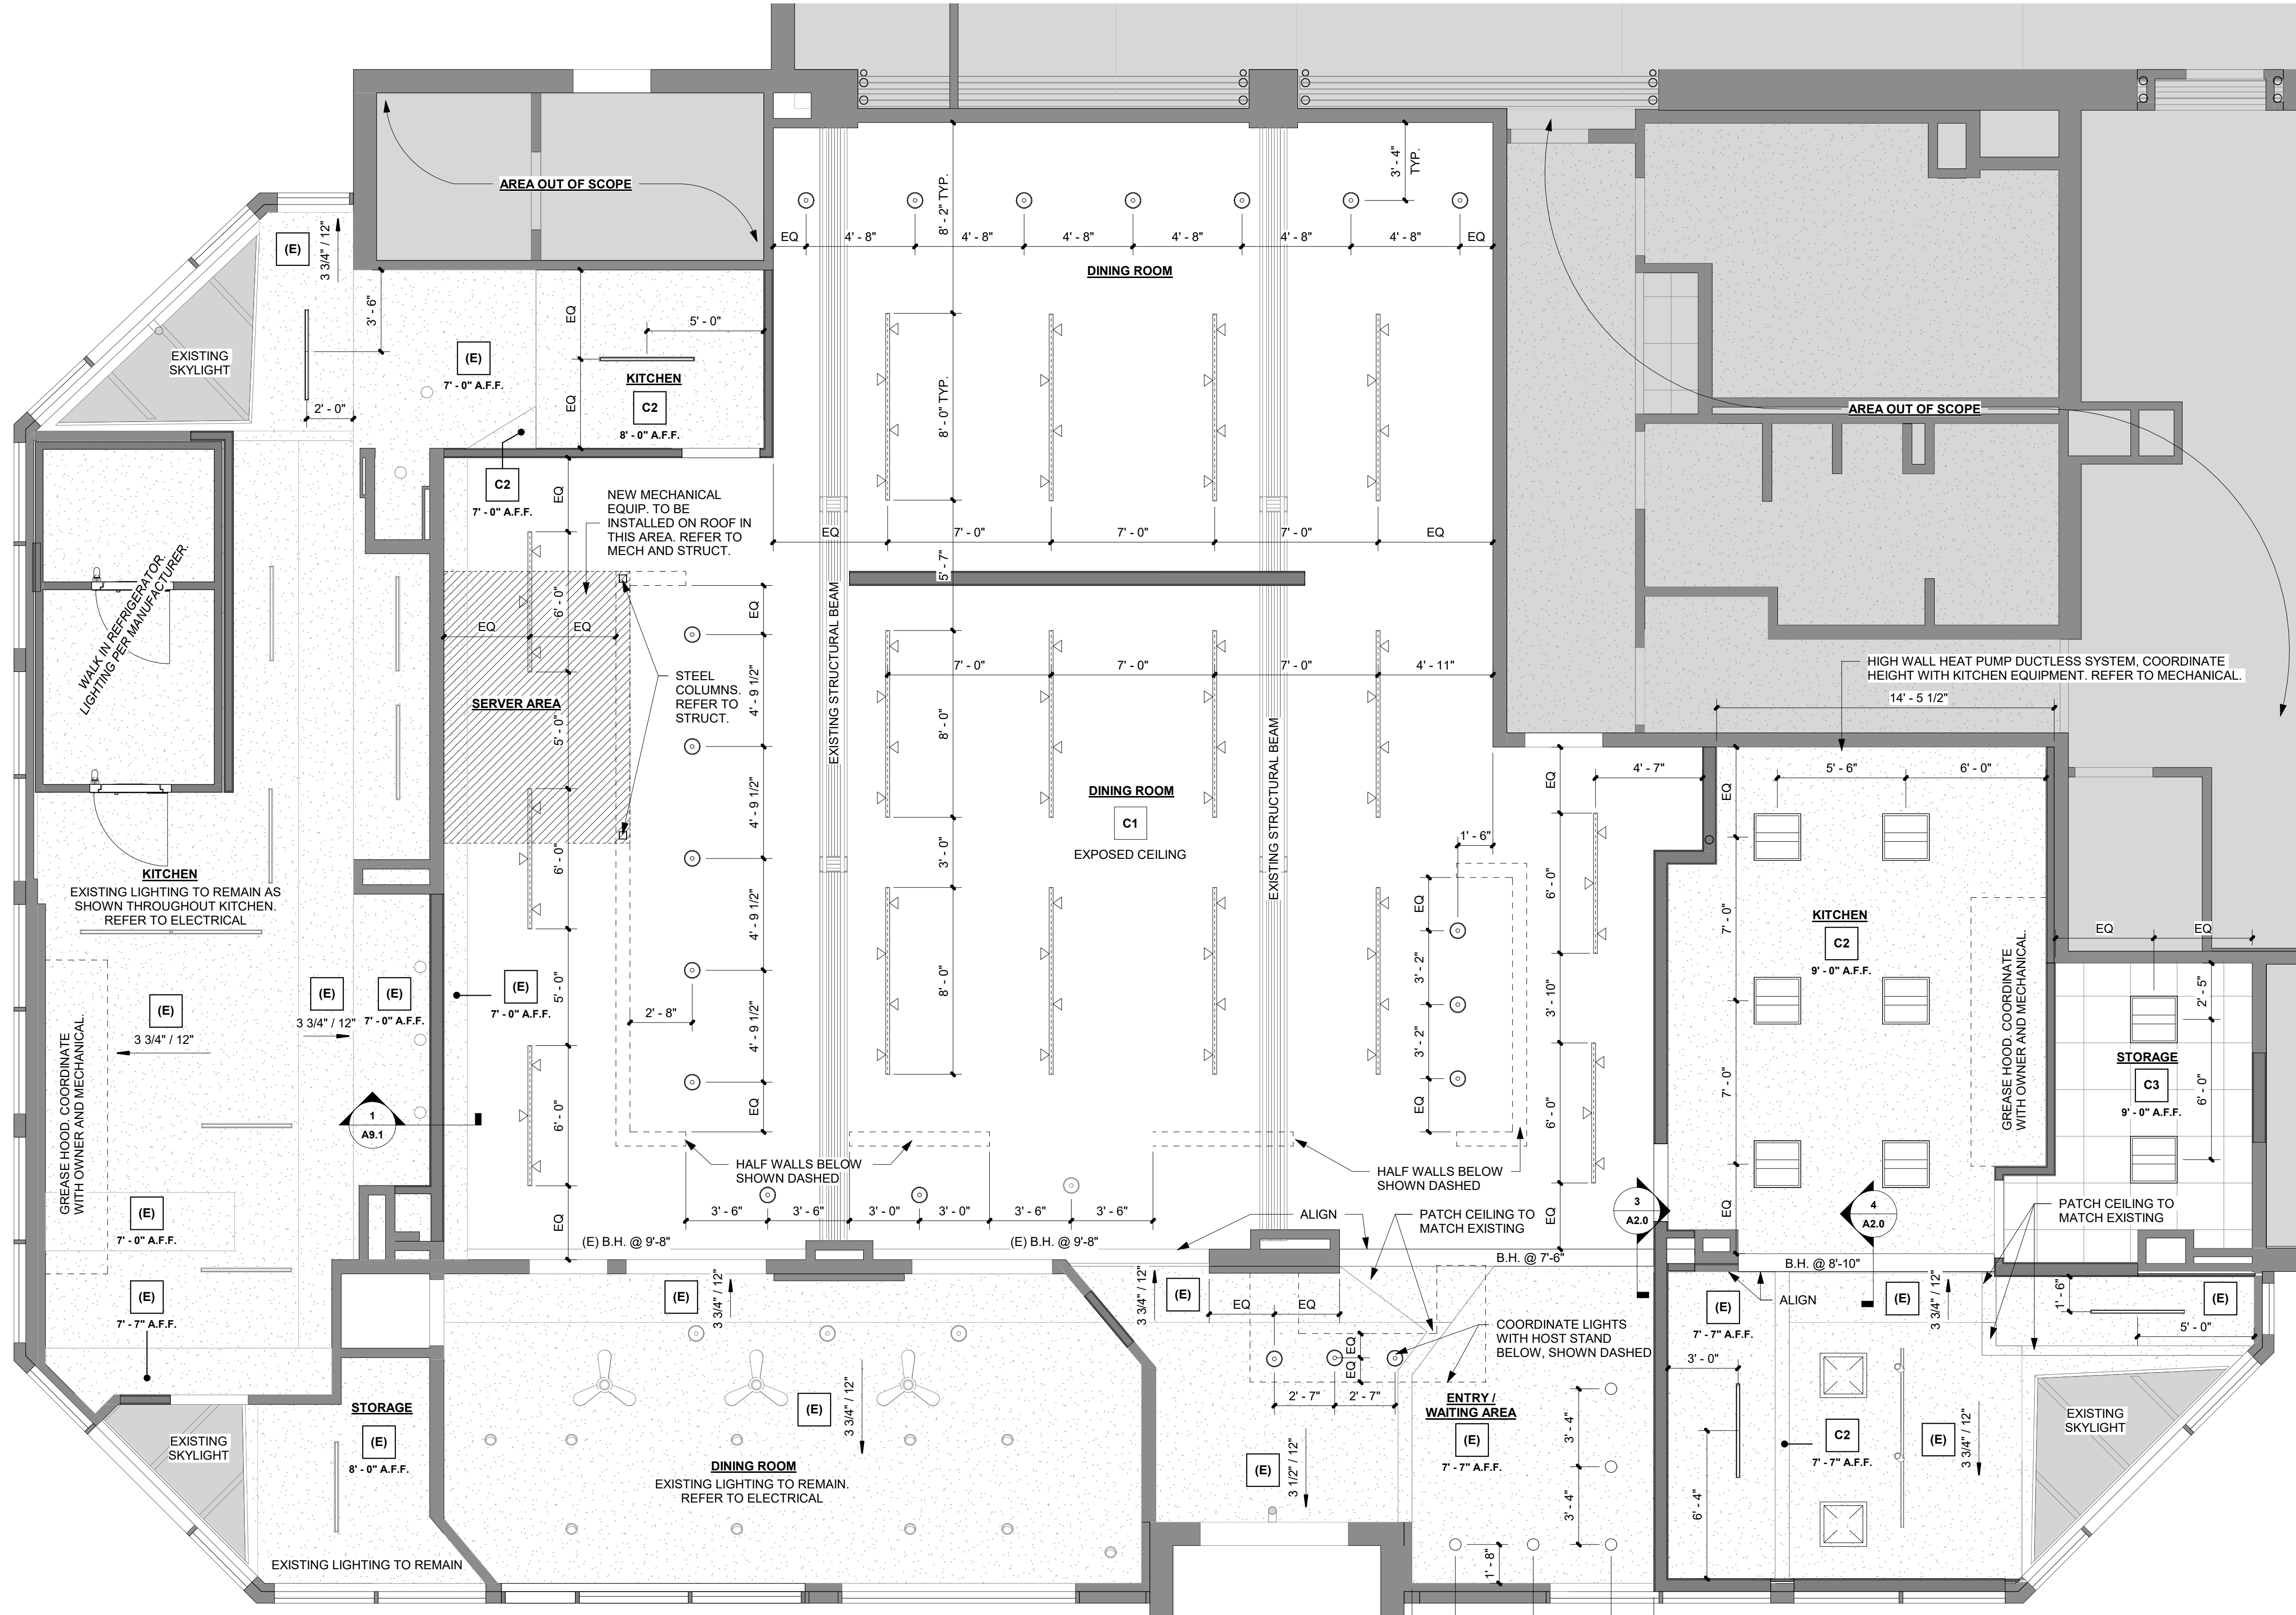 AREA OUT OF SCOPE
(E)
3 3/4" / 12"
3' - 6"
2' - 0"
EXISTING
SKYLIGHT
(E)
7' - 0" A.F.F.
EQ
EQ
5' - 0"
KITCHEN
C2
8' - 0" A.F.F.
C2
7' - 0" A.F.F.
8' - 2" TYP.
3' - 4"
TYP.
EQ
4' - 8"
4' - 8"
4' - 8"
4' - 8"
4' - 8"
4' - 8"
EQ
DINING ROOM
8' - 0" TYP.
EQ
7' - 0"
7' - 0"
7' - 0"
EQ
5' - 7"
AREA OUT OF SCOPE
WALK IN REFRIGERATOR.
LIGHTING PER MANUFACTURER.
NEW MECHANICAL
EQUIP. TO BE
INSTALLED ON ROOF IN
THIS AREA. REFER TO
MECH AND STRUCT.
EQ
6' - 0"
EQ
EQ
SERVER AREA
5' - 0"
6' - 0"
5' - 0"
6' - 0"
EQ
STEEL
COLUMNS.
REFER TO
STRUCT.
EQ
4' - 9 1/2"
4' - 9 1/2"
4' - 9 1/2"
4' - 9 1/2"
EQ
2' - 8"
EXISTING STRUCTURAL BEAM
EXISTING STRUCTURAL BEAM
7' - 0"
7' - 0"
7' - 0"
4' - 11"
8' - 0"
3' - 0"
8' - 0"
DINING ROOM
C1
EXPOSED CEILING
HIGH WALL HEAT PUMP DUCTLESS SYSTEM, COORDINATE
HEIGHT WITH KITCHEN EQUIPMENT. REFER TO MECHANICAL.
14' - 5 1/2"
EQ
4' - 7"
6' - 0"
3' - 10"
6' - 0"
EQ
1' - 6"
EQ
3' - 2"
3' - 2"
EQ
EQ
5' - 6"
6' - 0"
7' - 0"
7' - 0"
EQ
KITCHEN
C2
9' - 0" A.F.F.
GREASE HOOD. COORDINATE
WITH OWNER AND MECHANICAL.
EQ
EQ
2' - 5"
6' - 0"
STORAGE
C3
9' - 0" A.F.F.
KITCHEN
EXISTING LIGHTING TO REMAIN AS
SHOWN THROUGHOUT KITCHEN.
REFER TO ELECTRICAL
(E)
3 3/4" / 12"
(E)
3 3/4" / 12"
(E)
7' - 0" A.F.F.
(E)
7' - 0" A.F.F.
GREASE HOOD. COORDINATE
WITH OWNER AND MECHANICAL.
1
A9.1
(E)
7' - 0" A.F.F.
(E)
7' - 7" A.F.F.
HALF WALLS BELOW
SHOWN DASHED
HALF WALLS BELOW
SHOWN DASHED
3' - 6"
3' - 6"
3' - 0"
3' - 0"
3' - 6"
3' - 6"
(E) B.H. @ 9'-8"
(E) B.H. @ 9'-8"
ALIGN
PATCH CEILING TO
MATCH EXISTING
B.H. @ 7'-6"
3
A2.0
4
A2.0
PATCH CEILING TO
MATCH EXISTING
B.H. @ 8'-10"
ALIGN
EXISTING
SKYLIGHT
STORAGE
(E)
8' - 0" A.F.F.
EXISTING LIGHTING TO REMAIN
(E)
3 3/4" / 12"
(E)
3 3/4" / 12"
DINING ROOM
EXISTING LIGHTING TO REMAIN.
REFER TO ELECTRICAL
3 3/4" / 12"
(E)
EQ
EQ
EQ
EQ
2' - 7"
2' - 7"
COORDINATE LIGHTS
WITH HOST STAND
BELOW, SHOWN DASHED
ENTRY /
WAITING AREA
(E)
7' - 7" A.F.F.
(E)
3 1/2" / 12"
3' - 4"
3' - 4"
1' - 8"
(E)
7' - 7" A.F.F.
3' - 0"
6' - 4"
(E)
3 3/4" / 12"
C2
7' - 7" A.F.F.
(E)
3 3/4" / 12"
1' - 6"
(E)
5' - 0"
EXISTING
SKYLIGHT